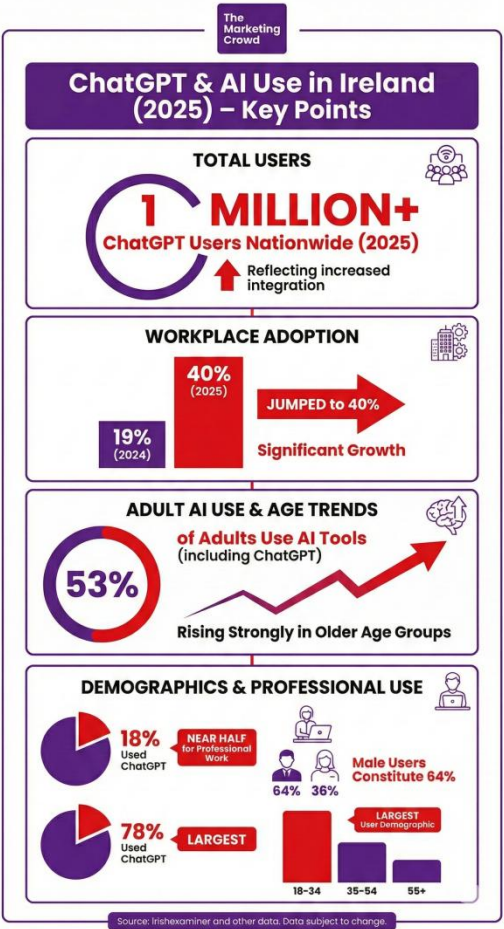 The
Marketing
Crowd
ChatGPT & AI Use in Ireland
(2025) – Key Points
TOTAL USERS
1 MILLION+
ChatGPT Users Nationwide (2025)
Reflecting increased
integration
WORKPLACE ADOPTION
40%
(2025)
19%
(2024)
JUMPED to 40%
Significant Growth
ADULT AI USE & AGE TRENDS
53%
of Adults Use AI Tools
(including ChatGPT)
Rising Strongly in Older Age Groups
DEMOGRAPHICS & PROFESSIONAL USE
18%
Used
ChatGPT
NEAR HALF
for Professional
Work
64% 36%
Male Users
Constitute 64%
78%
Used
ChatGPT
LARGEST
LARGEST
User Demographic
18-34 35-54 55+
Source: Irishexaminer and other data. Data subject to change.